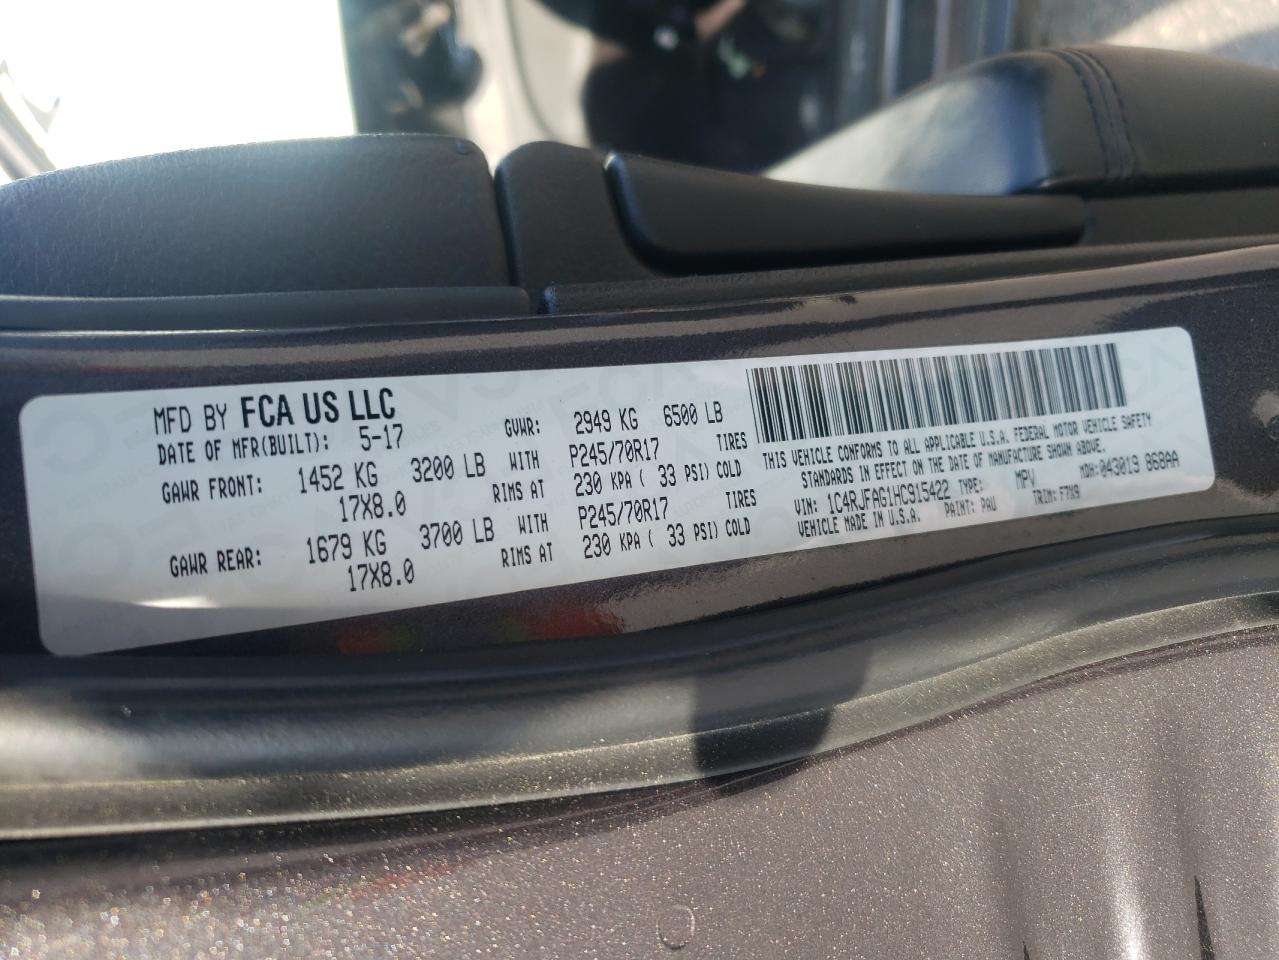 MFD BY FCA US LLC
DATE OF MFR(BUILT): 5-17 GVWR: 2949 KG 6500 LB
GAWR FRONT: 1452 KG 3200 LB WITH P245/70R17 TIRES
17X8.0 RIMS AT 230 KPA ( 33 PSI) COLD
GAWR REAR: 1679 KG 3700 LB WITH P245/70R17 TIRES
17X8.0 RIMS AT 230 KPA ( 33 PSI) COLD
THIS VEHICLE CONFORMS TO ALL APPLICABLE U.S.A. FEDERAL MOTOR VEHICLE SAFETY
STANDARDS IN EFFECT ON THE DATE OF MANUFACTURE SHOWN ABOVE.
VIN: 1C4RJFAG1HC915422 TYPE: MPV MDH: 043019 868AA
VEHICLE MADE IN U.S.A. PAINT: PAU TRIM: